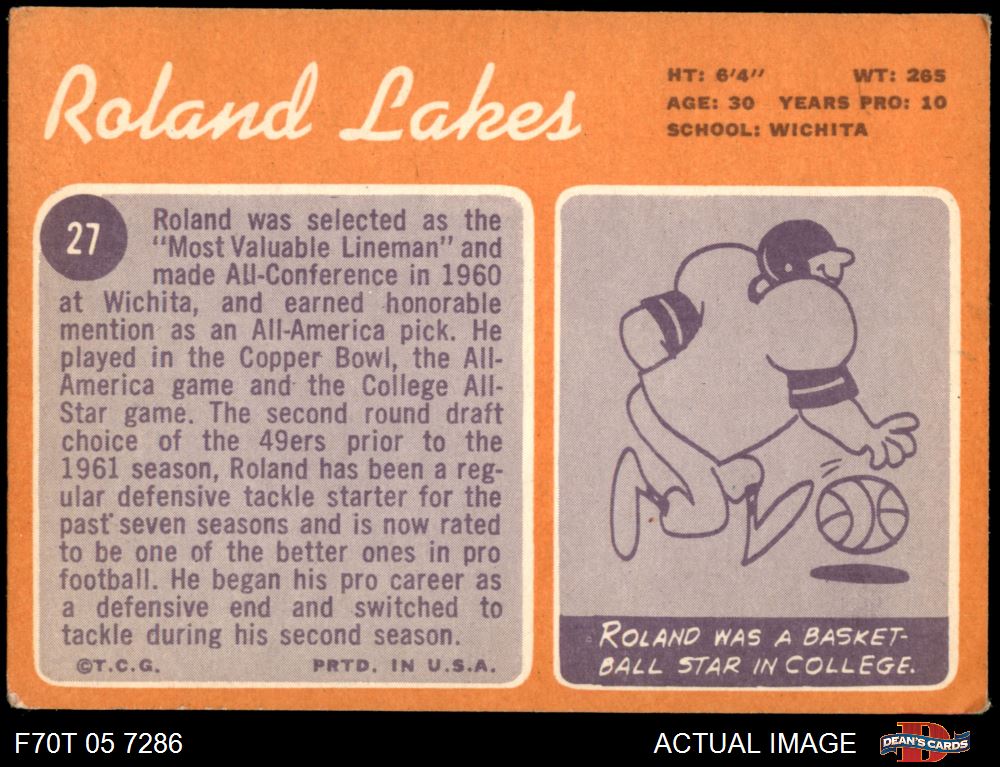 Roland Lakes
HT: 6'4" WT: 265
AGE: 30 YEARS PRO: 10
SCHOOL: WICHITA
27
Roland was selected as the
"Most Valuable Lineman" and
made All-Conference in 1960
at Wichita, and earned honorable
mention as an All-America pick. He
played in the Copper Bowl, the All-
America game and the College All-
Star game. The second round draft
choice of the 49ers prior to the
1961 season, Roland has been a reg-
ular defensive tackle starter for the
past seven seasons and is now rated
to be one of the better ones in pro
football. He began his pro career as
a defensive end and switched to
tackle during his second season.
©T.C.G. PRTD. IN U.S.A.
ROLAND WAS A BASKET-
BALL STAR IN COLLEGE.
F70T 05 7286
ACTUAL IMAGE
D
DEAN'S CARDS